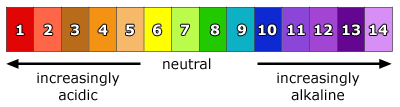 1 2 3 4 5 6 7 8 9 10 11 12 13 14
increasingly acidic
neutral
increasingly alkaline